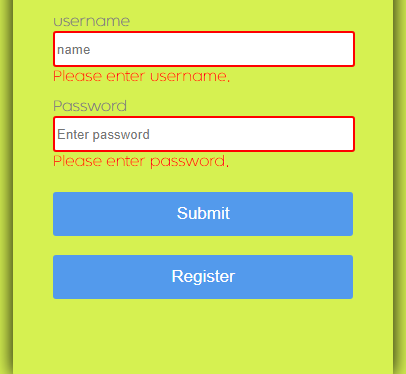 username
name
Please enter username.
Password
Enter password
Please enter password.
Submit
Register